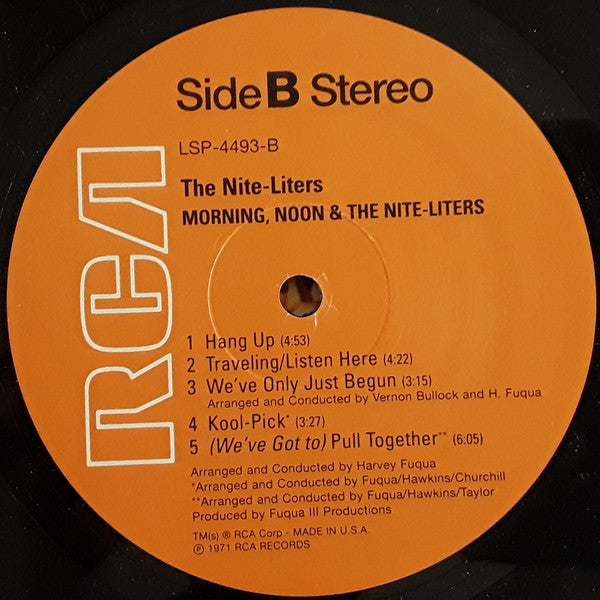 Side B Stereo
LSP-4493-B
The Nite-Liters
MORNING, NOON & THE NITE-LITERS
RCA
1 Hang Up (4:53)
2 Traveling/Listen Here (4:22)
3 We've Only Just Begun (3:15)
Arranged and Conducted by Vernon Bullock and H. Fuqua
4 Kool-Pick* (3:27)
5 (We've Got to) Pull Together** (6:05)
Arranged and Conducted by Harvey Fuqua
*Arranged and Conducted by Fuqua/Hawkins/Churchill
**Arranged and Conducted by Fuqua/Hawkins/Taylor
Produced by Fuqua III Productions
TM(s) ® RCA Corp.- MADE IN U.S.A.
℗ 1971 RCA RECORDS